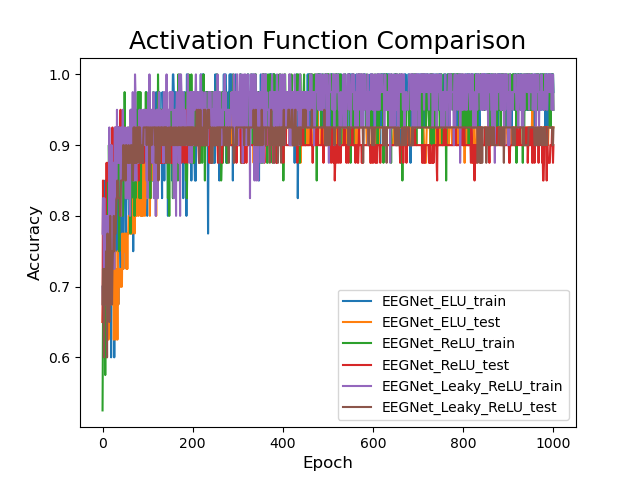 Activation Function Comparison
1.0
0.9
0.8
0.7
0.6
Accuracy
0
200
400
600
800
1000
Epoch
EEGNet_ELU_train
EEGNet_ELU_test
EEGNet_ReLU_train
EEGNet_ReLU_test
EEGNet_Leaky_ReLU_train
EEGNet_Leaky_ReLU_test